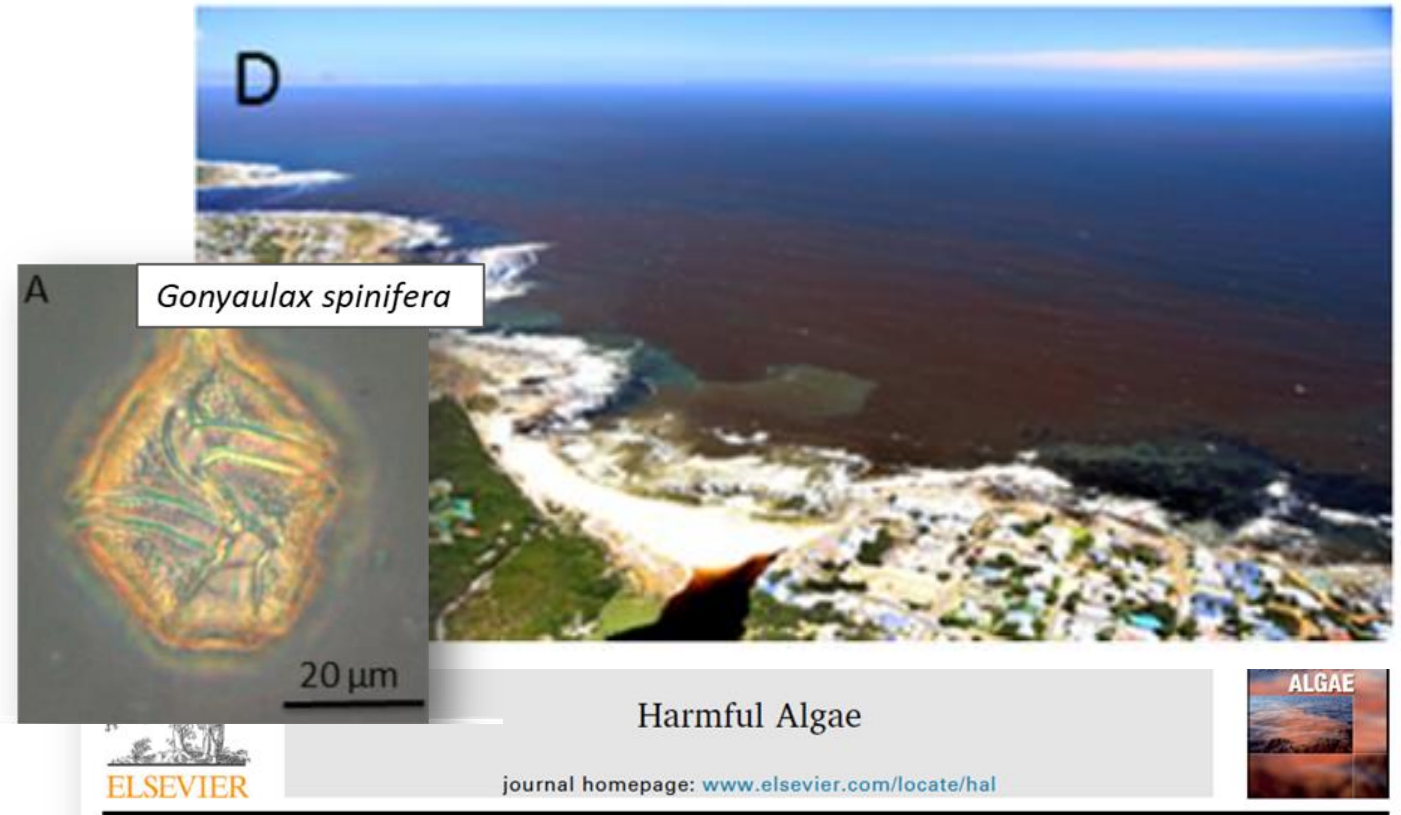 D
A
Gonyaulax spinifera
20 µm
ELSEVIER
Harmful Algae
journal homepage: www.elsevier.com/locate/hal
ALGAE